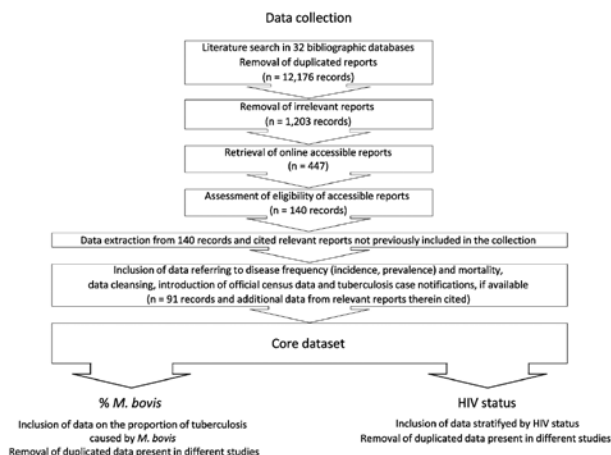 Data collection
Literature search in 32 bibliographic databases
Removal of duplicated reports
(n = 12,176 records)
Removal of irrelevant reports
(n = 1,203 records)
Retrieval of online accessible reports
(n = 447)
Assessment of eligibility of accessible reports
(n = 140 records)
Data extraction from 140 records and cited relevant reports not previously included in the collection
Inclusion of data referring to disease frequency (incidence, prevalence) and mortality,
data cleansing, introduction of official census data and tuberculosis case notifications, if available
(n = 91 records and additional data from relevant reports therein cited)
Core dataset
% M. bovis
Inclusion of data on the proportion of tuberculosis
caused by M. bovis
Removal of duplicated data present in different studies
HIV status
Inclusion of data stratifyed by HIV status
Removal of duplicated data present in different studies